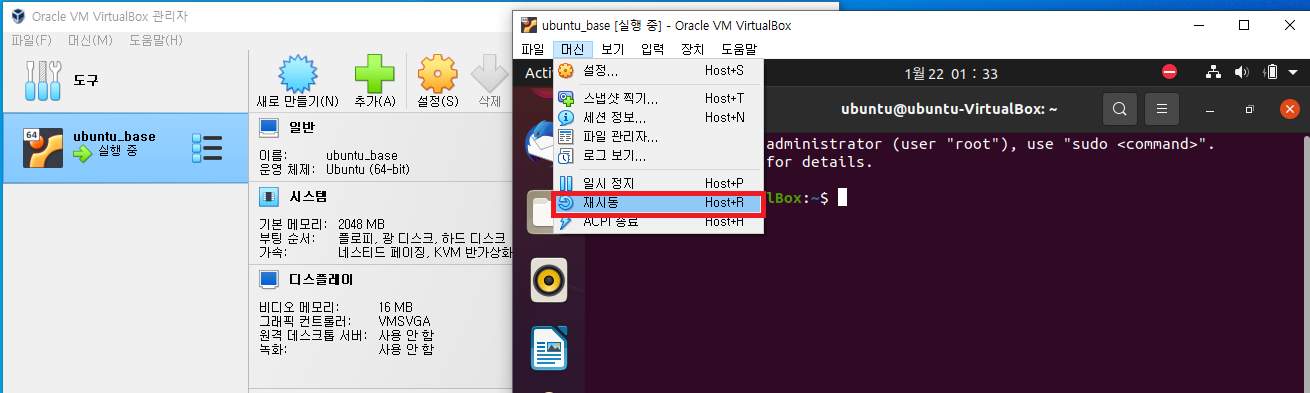 Oracle VM VirtualBox 관리자
파일(F) 머신(M) 도움말(H)
도구
새로 만들기(N) 추가(A) 설정(S) 삭제
64
ubuntu_base
실행 중
일반
이름: ubuntu_base
운영 체제: Ubuntu (64-bit)
시스템
기본 메모리: 2048 MB
부팅 순서: 플로피, 광 디스크, 하드 디스크
가속: 네스티드 페이징, KVM 반가상화
디스플레이
비디오 메모리: 16 MB
그래픽 컨트롤러: VMSVGA
원격 데스크톱 서버: 사용 안 함
녹화: 사용 안 함
ubuntu_base [실행 중] - Oracle VM VirtualBox
파일 머신 보기 입력 장치 도움말
Acti
1월 22 01 : 33
설정... Host+S
스냅샷 찍기... Host+T
세션 정보... Host+N
파일 관리자...
로그 보기...
일시 정지 Host+P
재시동 Host+R
ACPI 종료 Host+H
ubuntu@ubuntu-VirtualBox: ~
administrator (user "root"), use "sudo <command>".
for details.
lBox:~$